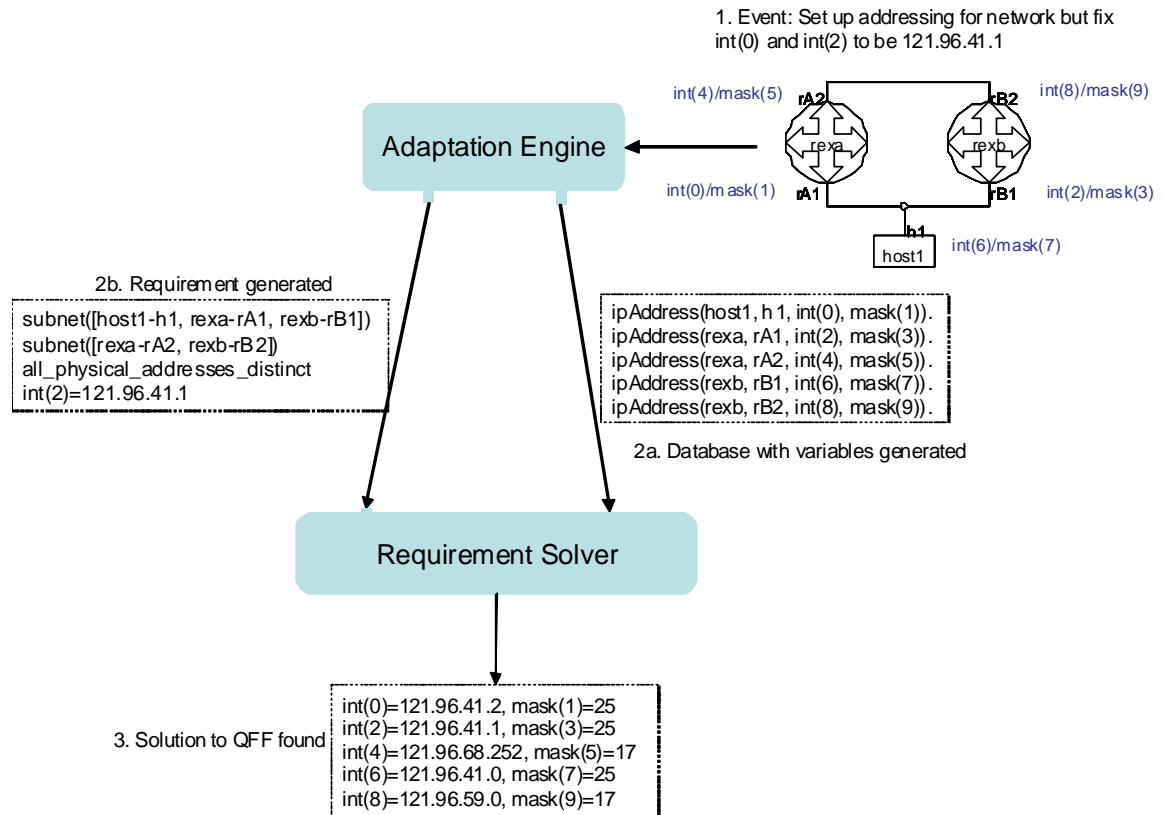 1. Event: Set up addressing for network but fix
int(0) and int(2) to be 121.96.41.1
int(4)/mask(5)
rA2
rB2
int(8)/mask(9)
Adaptation Engine
rexa
rexb
int(0)/mask(1)
rA1
rB1
int(2)/mask(3)
h1
host1
int(6)/mask(7)
2b. Requirement generated
subnet([host1-h1, rexa-rA1, rexb-rB1])
subnet([rexa-rA2, rexb-rB2])
all_physical_addresses_distinct
int(2)=121.96.41.1
ipAddress(host1, h1, int(0), mask(1)).
ipAddress(rexa, rA1, int(2), mask(3)).
ipAddress(rexa, rA2, int(4), mask(5)).
ipAddress(rexb, rB1, int(6), mask(7)).
ipAddress(rexb, rB2, int(8), mask(9)).
2a. Database with variables generated
Requirement Solver
3. Solution to QFF found
int(0)=121.96.41.2, mask(1)=25
int(2)=121.96.41.1, mask(3)=25
int(4)=121.96.68.252, mask(5)=17
int(6)=121.96.41.0, mask(7)=25
int(8)=121.96.59.0, mask(9)=17